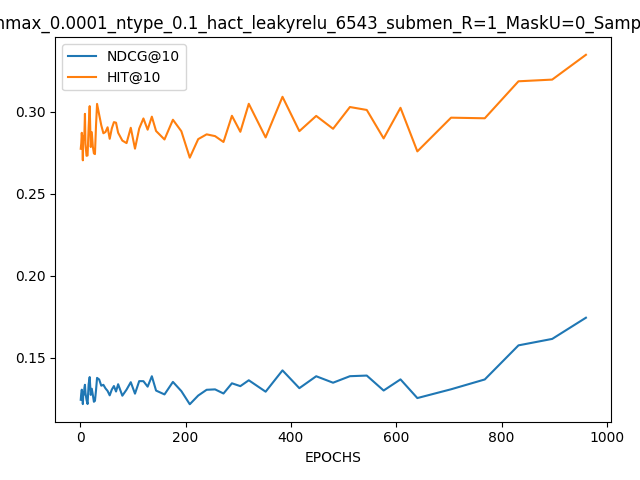 max_0.0001_ntype_0.1_hact_leakyrelu_6543_submen_R=1_MaskU=0_Samp
NDCG@10
HIT@10
0.30
0.25
0.20
0.15
0 200 400 600 800 1000
EPOCHS